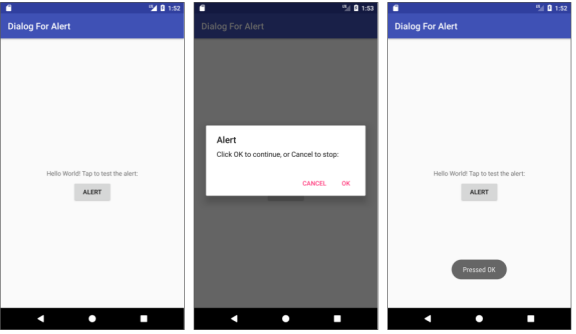 1:52
Dialog For Alert
Hello World! Tap to test the alert:
ALERT
1:53
Dialog For Alert
Alert
Click OK to continue, or Cancel to stop:
CANCEL OK
1:52
Dialog For Alert
Hello World! Tap to test the alert:
ALERT
Pressed OK